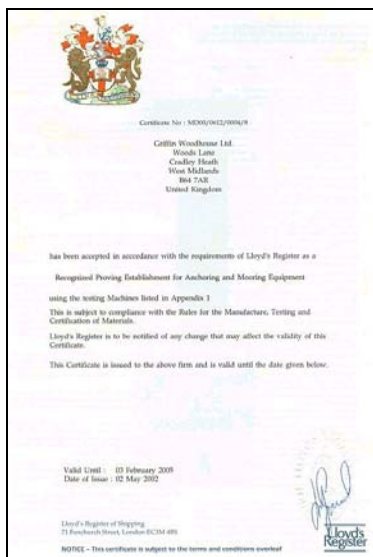 Certificate No : MD00/0612/0004/8
Griffin Woodhouse Ltd
Woods Lane
Cradley Heath
West Midlands
B64 7AR
United Kingdom
has been accepted in accordance with the requirements of Lloyd's Register as a
Recognized Proving Establishment for Anchoring and Mooring Equipment
using the testing Machines listed in Appendix 1
This is subject to compliance with the Rules for the Manufacture, Testing and
Certification of Materials.
Lloyd's Register is to be notified of any change that may affect the validity of this
Certificate.
This Certificate is issued to the above firm and is valid until the date given below.
Valid Until : 03 February 2005
Date of Issue : 02 May 2002
Lloyd's Register of Shipping
71 Fenchurch Street, London EC3M 4BS
Lloyd's
Register
NOTICE - This certificate is subject to the terms and conditions overleaf